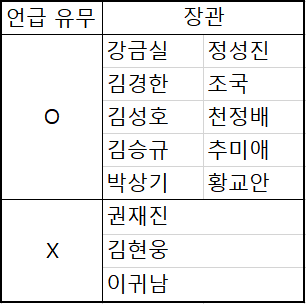 언급 유무 장관
강금실 정성진
김경한 조국
O 김성호 천정배
김승규 추미애
박상기 황교안
권재진
X 김현웅
이귀남